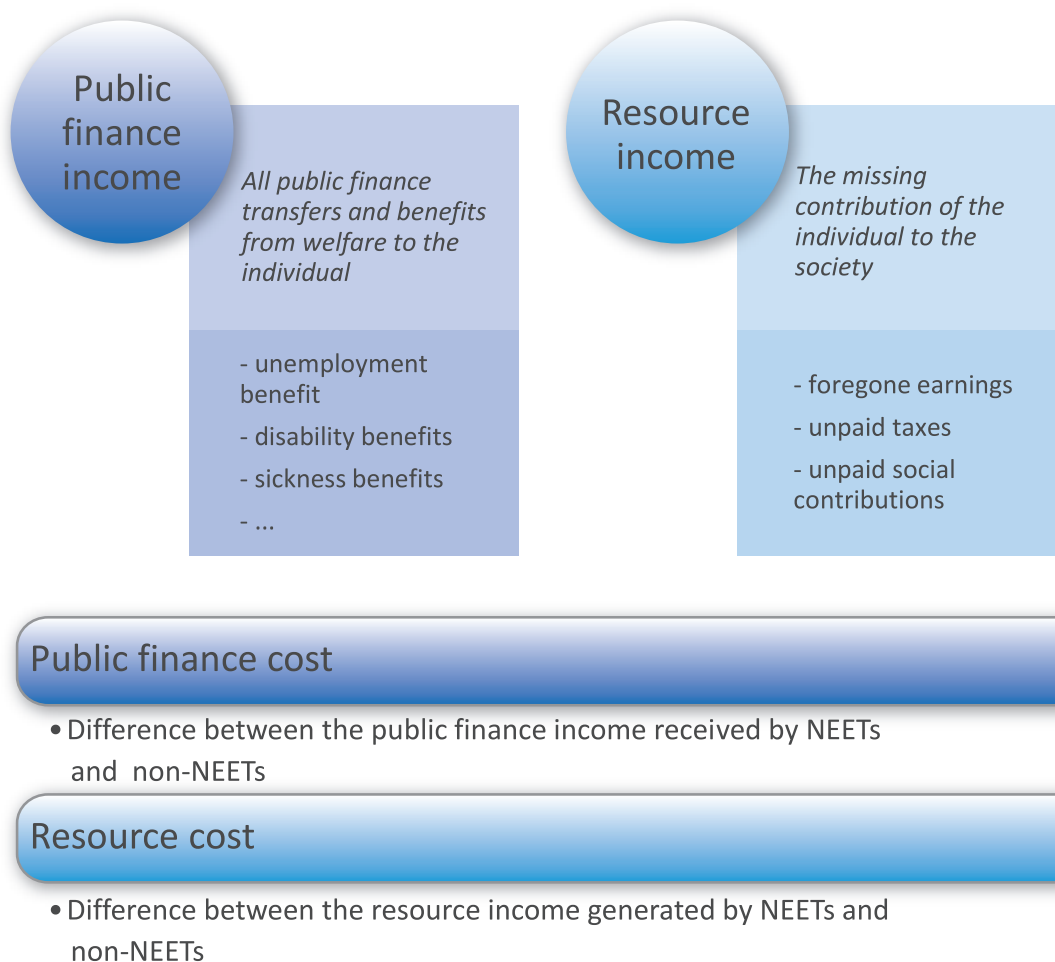 Public
finance
income
All public finance
transfers and benefits
from welfare to the
individual
- unemployment
benefit
- disability benefits
- sickness benefits
- ...
Resource
income
The missing
contribution of the
individual to the
society
- foregone earnings
- unpaid taxes
- unpaid social
contributions
Public finance cost
• Difference between the public finance income received by NEETs
and non-NEETs
Resource cost
• Difference between the resource income generated by NEETs and
non-NEETs